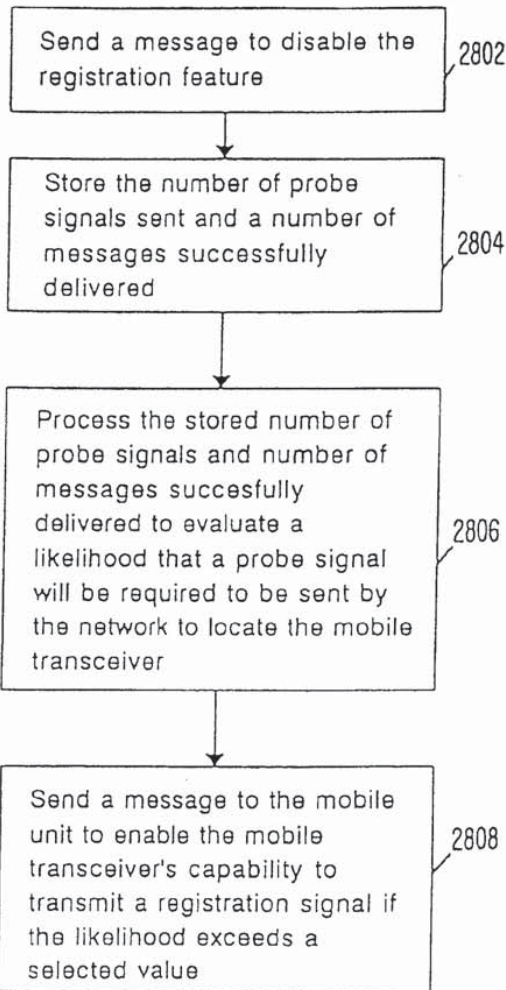 Send a message to disable the
registration feature
2802
Store the number of probe
signals sent and a number of
messages successfully
delivered
2804
Process the stored number of
probe signals and number of
messages succesfully
delivered to evaluate a
likelihood that a probe signal
will be required to be sent by
the network to locate the mobile
transceiver
2806
Send a message to the mobile
unit to enable the mobile
transceiver's capability to
transmit a registration signal if
the likelihood exceeds a
selected value
2808